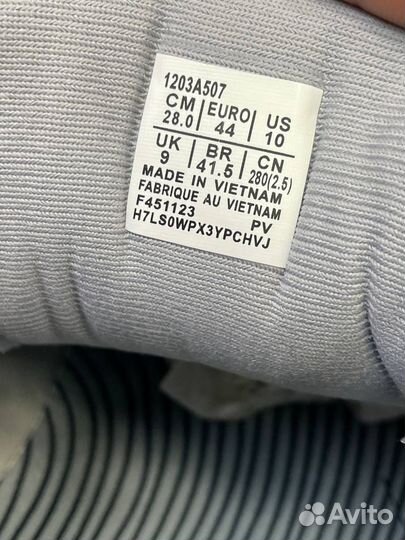 1203A507
CM | EURO | US
28.0 | 44 | 10
UK | BR | CN
9 | 41.5 | 280(2.5)
MADE IN VIETNAM
FABRIQUE AU VIETNAM
F451123 PV
H7LS0WPX3YPCHVJ
Avito